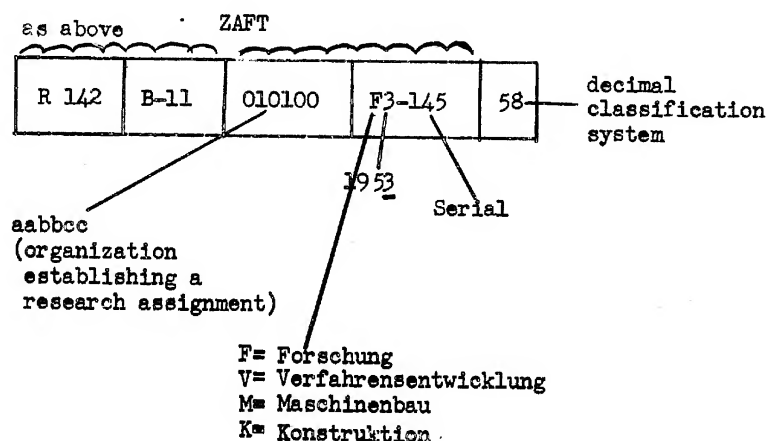 as above ZAFT
R 142 B-11 010100 F3-145 58
decimal
classification
system
1953
Serial
aabbcc
(organization
establishing a
research assignment)
F= Forschung
V= Verfahrensentwicklung
M= Maschinenbau
K= Konstruktion